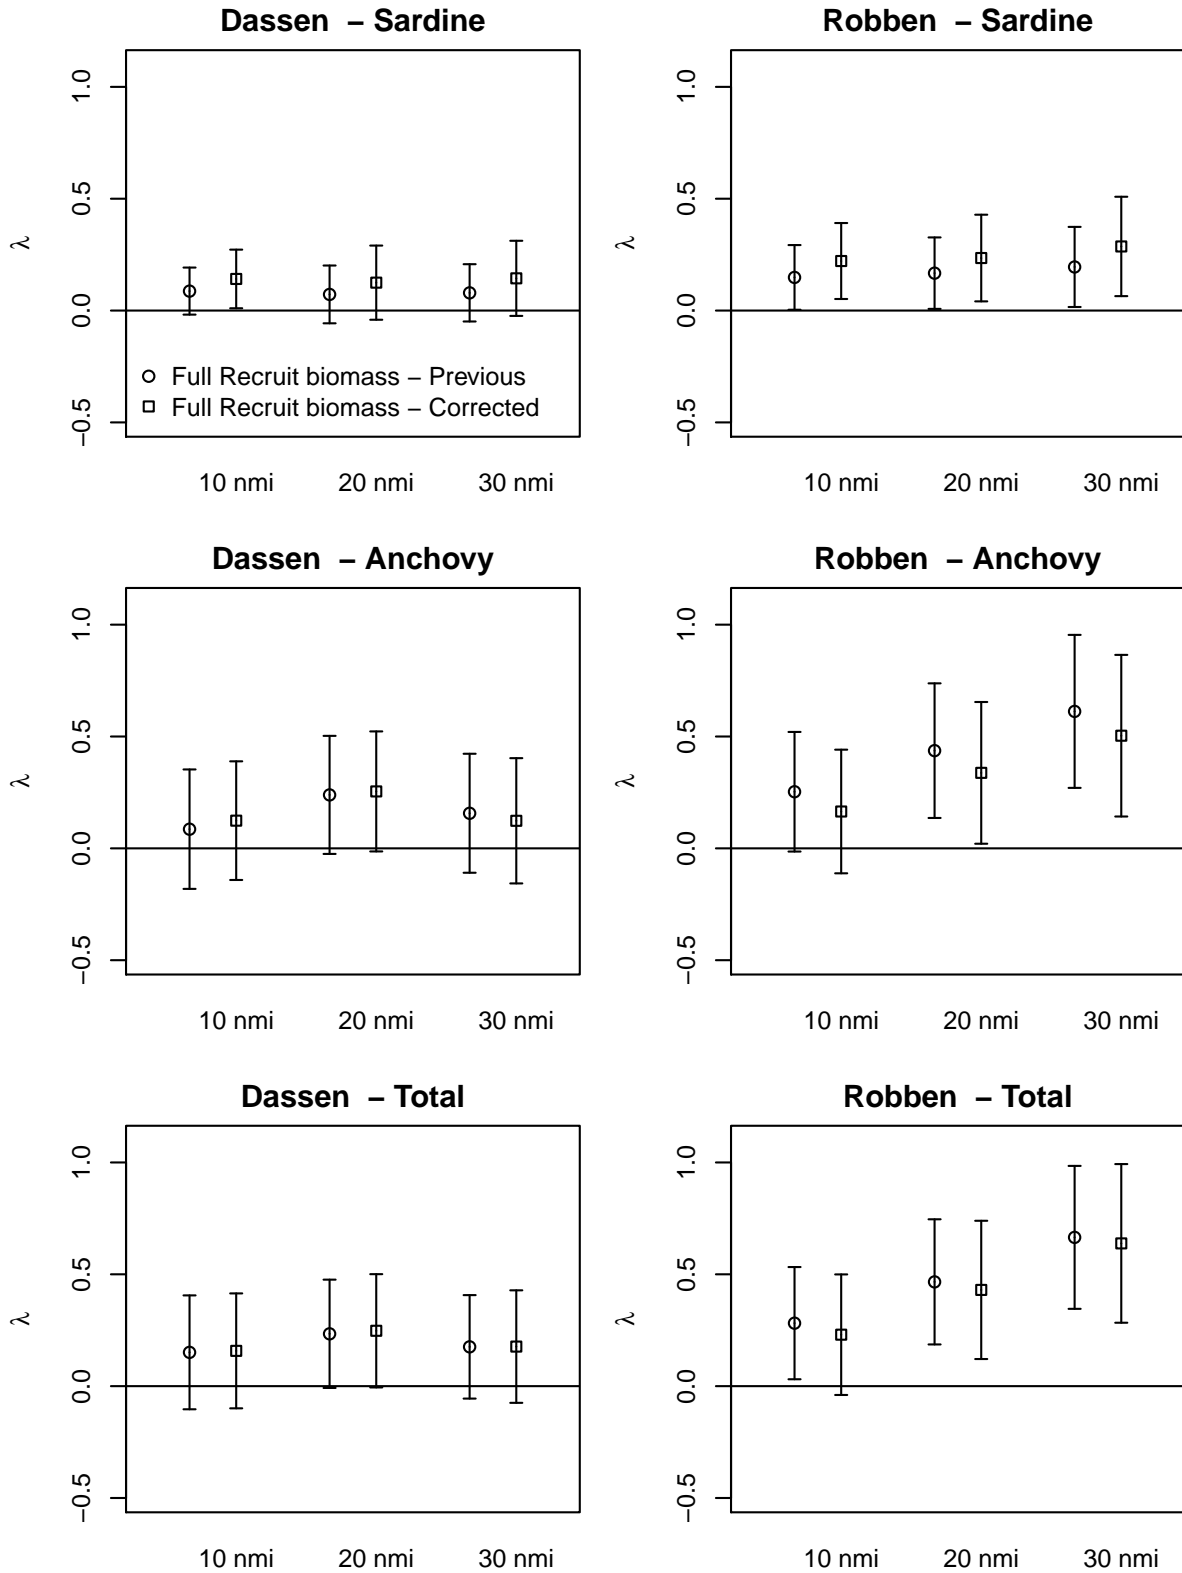 Dassen – Sardine
1.0
0.5
0.0
−0.5
λ
Full Recruit biomass – Previous
Full Recruit biomass – Corrected
10 nmi 20 nmi 30 nmi
Robben – Sardine
1.0
0.5
0.0
−0.5
λ
10 nmi 20 nmi 30 nmi
Dassen – Anchovy
1.0
0.5
0.0
−0.5
λ
10 nmi 20 nmi 30 nmi
Robben – Anchovy
1.0
0.5
0.0
−0.5
λ
10 nmi 20 nmi 30 nmi
Dassen – Total
1.0
0.5
0.0
−0.5
λ
10 nmi 20 nmi 30 nmi
Robben – Total
1.0
0.5
0.0
−0.5
λ
10 nmi 20 nmi 30 nmi